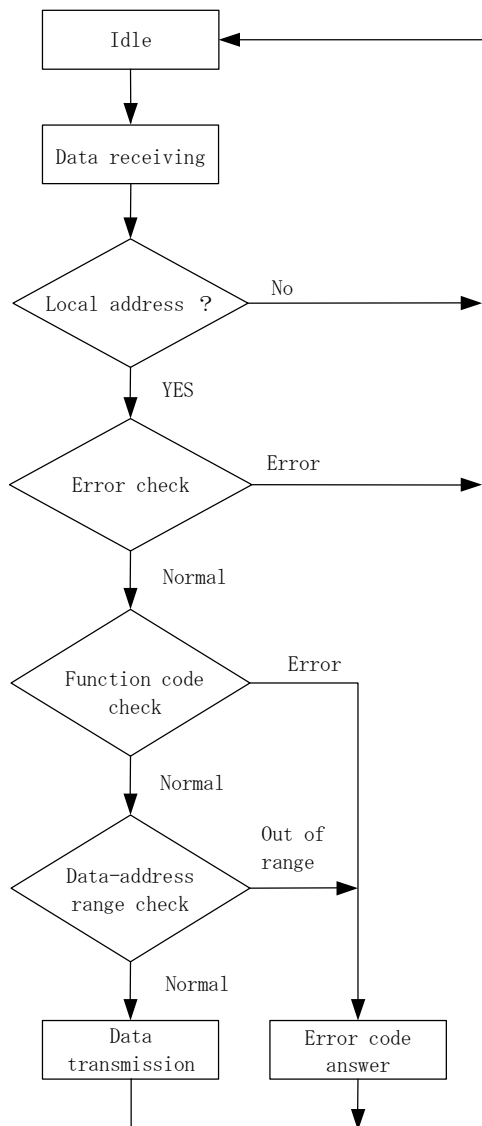 Idle
Data receiving
Local address ?
No
YES
Error check
Error
Normal
Function code
check
Error
Normal
Out of
range
Data-address
range check
Normal
Data
transmission
Error code
answer